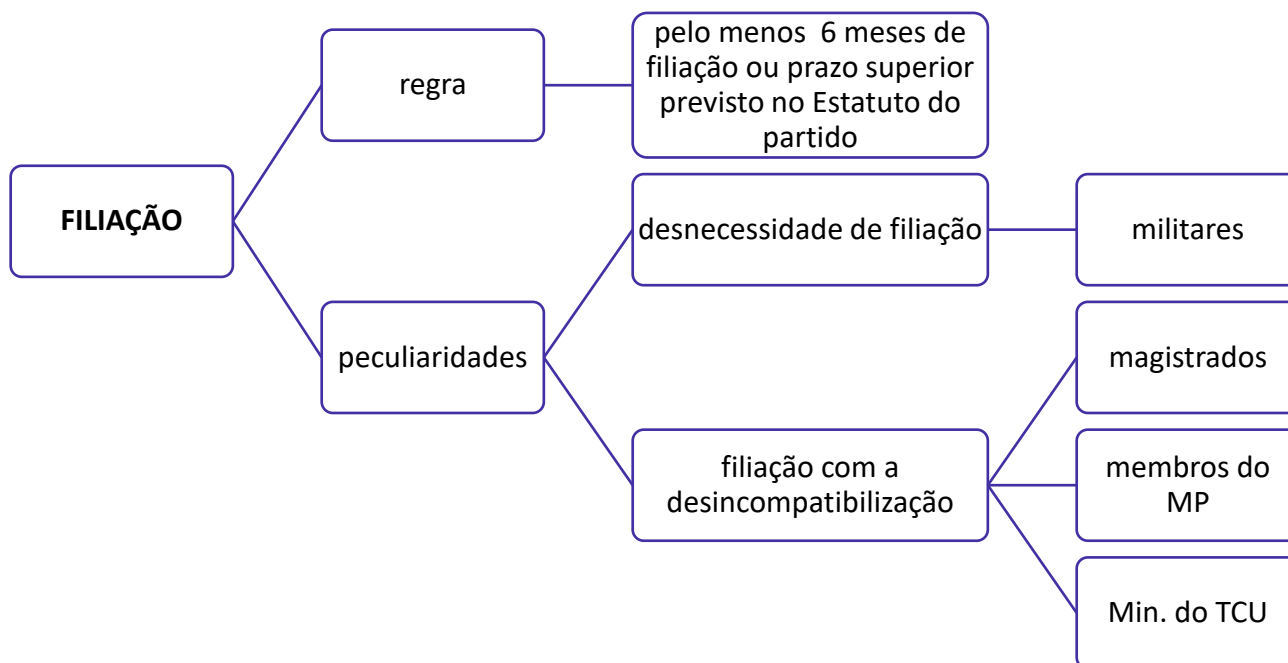 FILIAÇÃO
regra
pelo menos 6 meses de
filiação ou prazo superior
previsto no Estatuto do
partido
peculiaridades
desnecessidade de filiação
militares
filiação com a
desincompatibilização
magistrados
membros do
MP
Min. do TCU